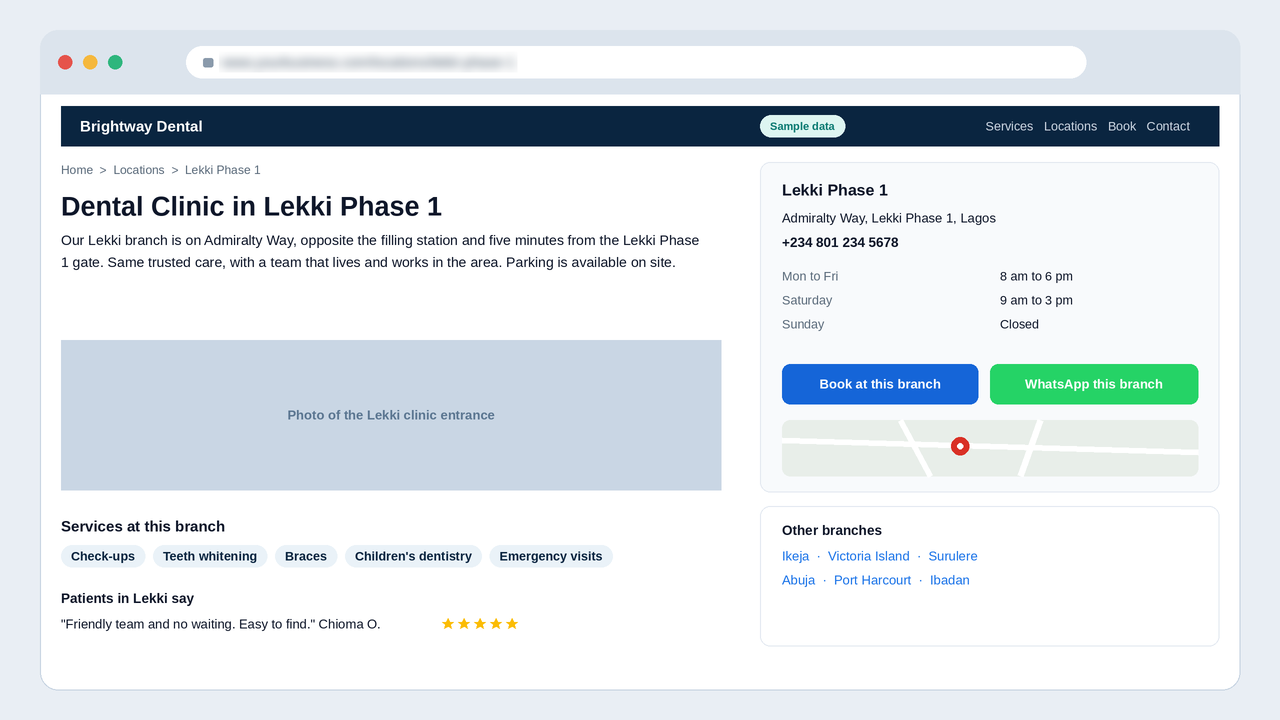 Brightway Dental
Sample data
Services Locations Book Contact
Home > Locations > Lekki Phase 1
Dental Clinic in Lekki Phase 1
Our Lekki branch is on Admiralty Way, opposite the filling station and five minutes from the Lekki Phase
1 gate. Same trusted care, with a team that lives and works in the area. Parking is available on site.
Photo of the Lekki clinic entrance
Services at this branch
Check-ups Teeth whitening Braces Children's dentistry Emergency visits
Patients in Lekki say
"Friendly team and no waiting. Easy to find." Chioma O.
Lekki Phase 1
Admiralty Way, Lekki Phase 1, Lagos
+234 801 234 5678
Mon to Fri 8 am to 6 pm
Saturday 9 am to 3 pm
Sunday Closed
Book at this branch WhatsApp this branch
Other branches
Ikeja · Victoria Island · Surulere
Abuja · Port Harcourt · Ibadan